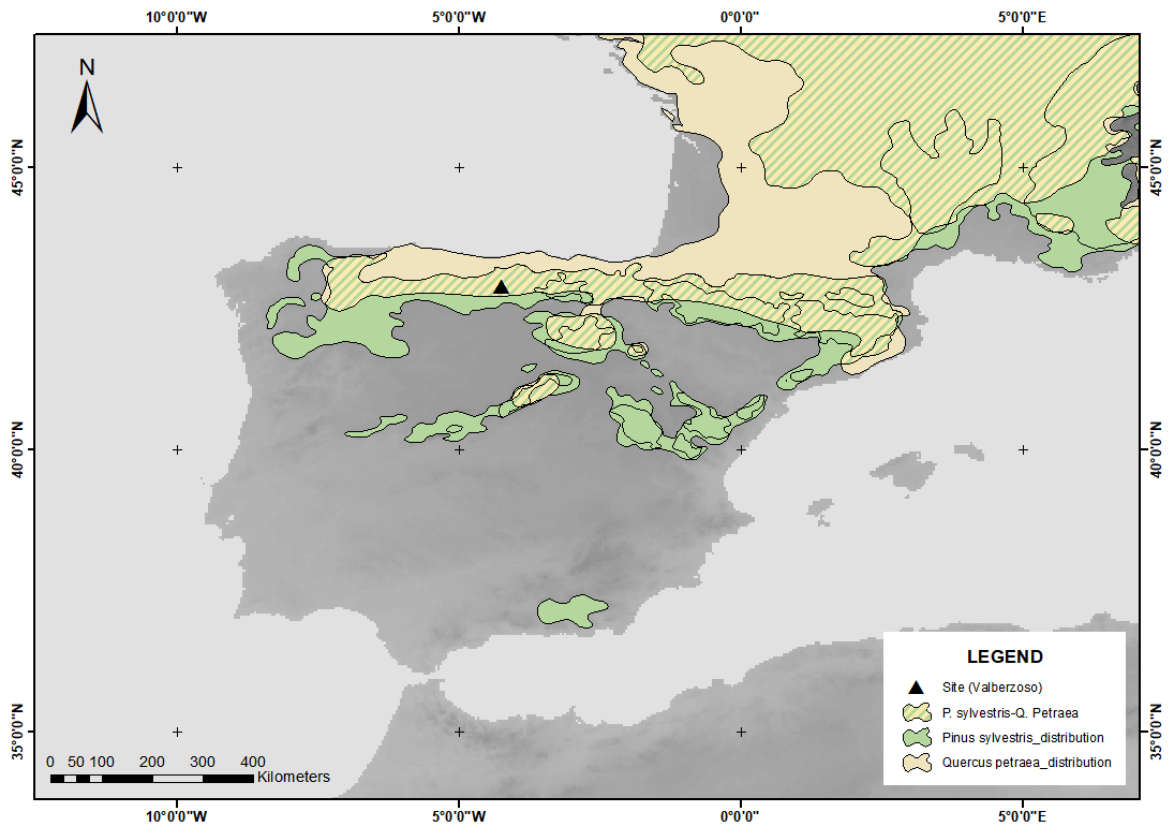 10°0'0"W 5°0'0"W 0°0'0" 5°0'0"E
N
45°0'0"N 45°0'0"N
40°0'0"N 40°0'0"N
35°0'0"N 35°0'0"N
LEGEND
Site (Valberzoso)
P. sylvestris-Q. Petraea
Pinus sylvestris_distribution
Quercus petraea_distribution
0 50 100 200 300 400
Kilometers
10°0'0"W 5°0'0"W 0°0'0" 5°0'0"E